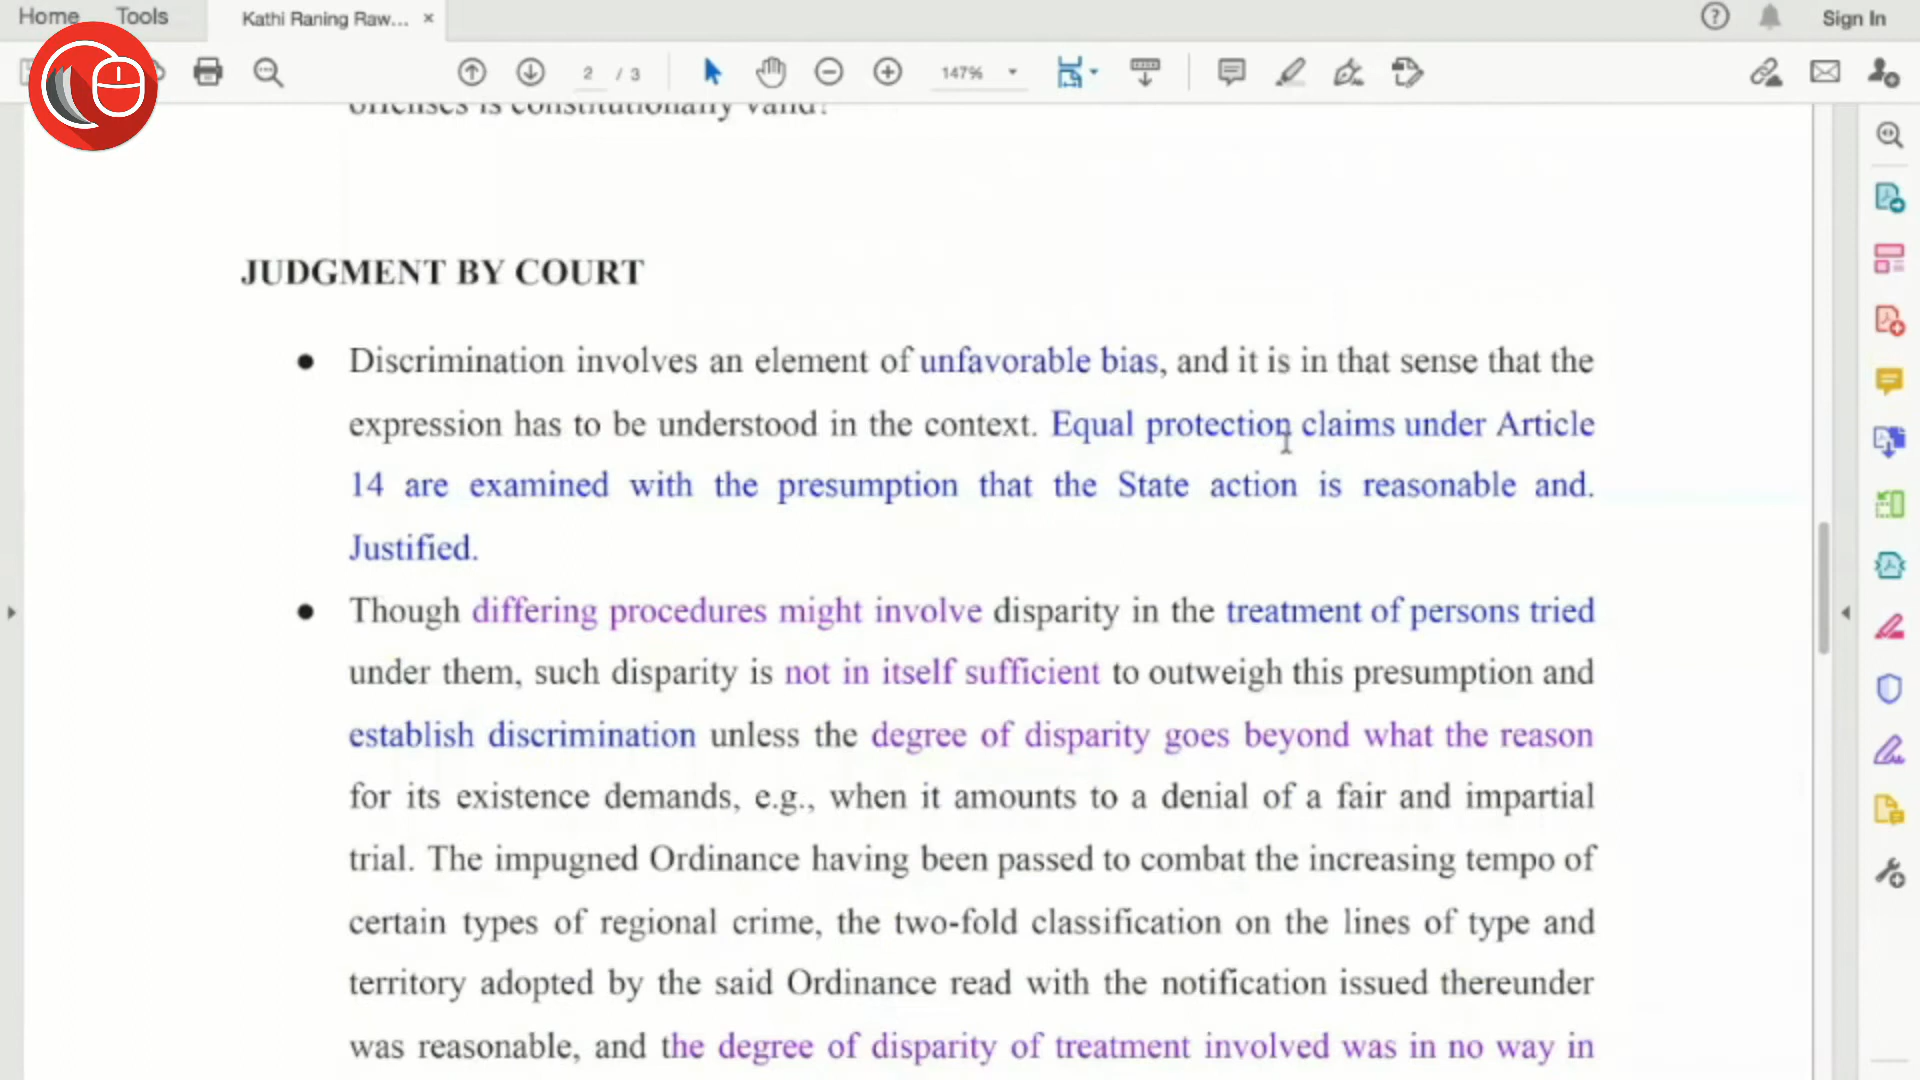 Home Tools Kathi Raning Raw... × Sign In
2 / 3 147%
offenses is constitutionally valid?
JUDGMENT BY COURT
● Discrimination involves an element of unfavorable bias, and it is in that sense that the
expression has to be understood in the context. Equal protection claims under Article
14 are examined with the presumption that the State action is reasonable and.
Justified.
● Though differing procedures might involve disparity in the treatment of persons tried
under them, such disparity is not in itself sufficient to outweigh this presumption and
establish discrimination unless the degree of disparity goes beyond what the reason
for its existence demands, e.g., when it amounts to a denial of a fair and impartial
trial. The impugned Ordinance having been passed to combat the increasing tempo of
certain types of regional crime, the two-fold classification on the lines of type and
territory adopted by the said Ordinance read with the notification issued thereunder
was reasonable, and the degree of disparity of treatment involved was in no way in